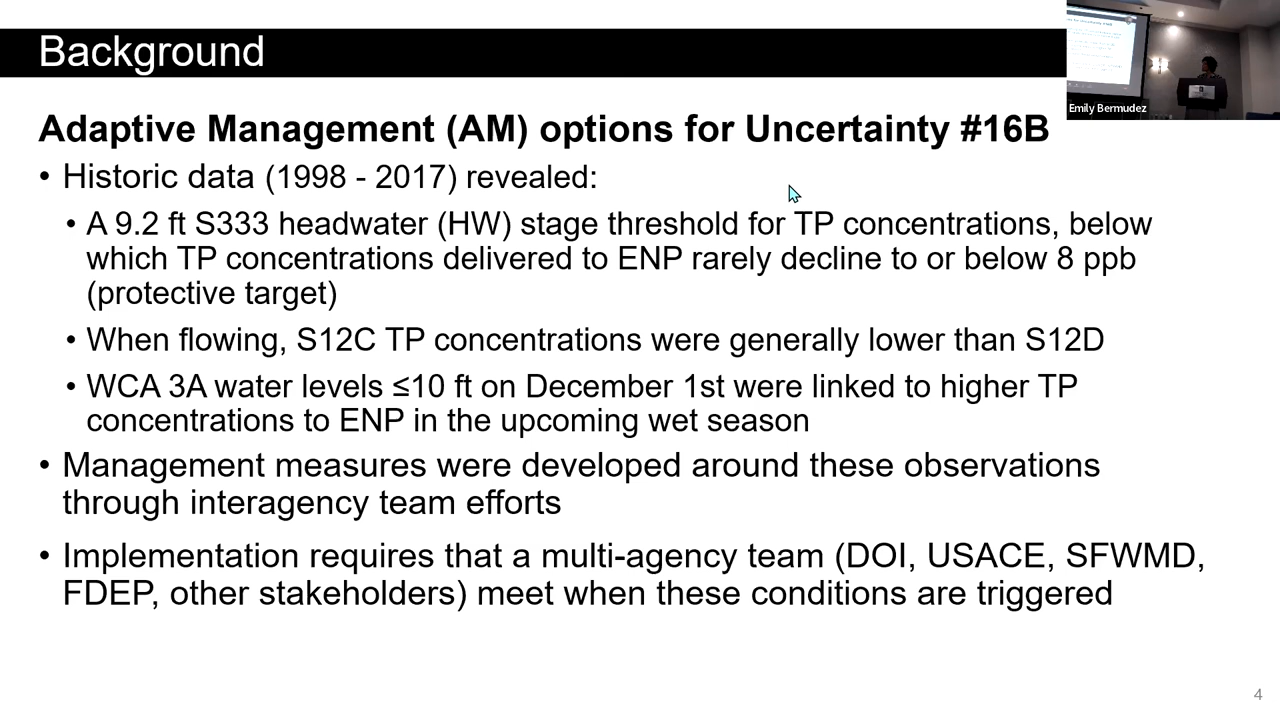 Background
Emily Bermudez
Adaptive Management (AM) options for Uncertainty #16B
• Historic data (1998 - 2017) revealed:
• A 9.2 ft S333 headwater (HW) stage threshold for TP concentrations, below
which TP concentrations delivered to ENP rarely decline to or below 8 ppb
(protective target)
• When flowing, S12C TP concentrations were generally lower than S12D
• WCA 3A water levels ≤10 ft on December 1st were linked to higher TP
concentrations to ENP in the upcoming wet season
• Management measures were developed around these observations
through interagency team efforts
• Implementation requires that a multi-agency team (DOI, USACE, SFWMD,
FDEP, other stakeholders) meet when these conditions are triggered
4